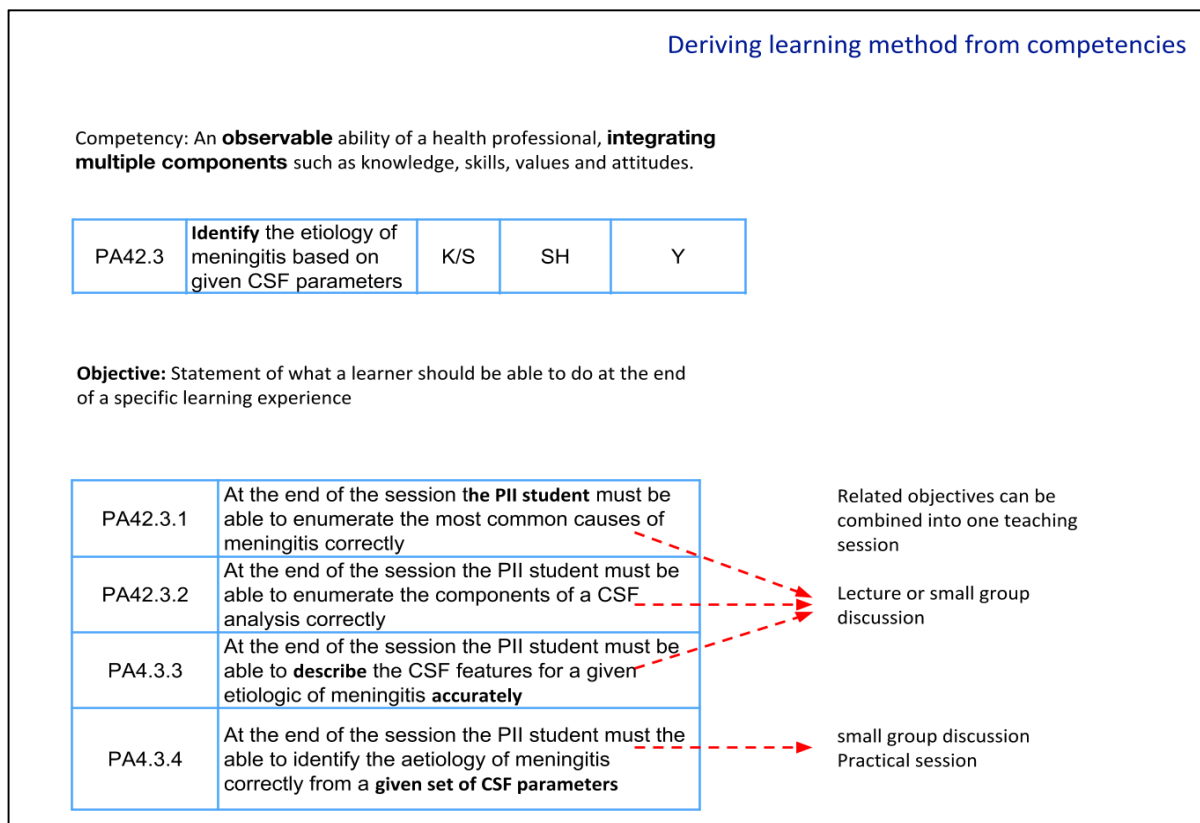 Deriving learning method from competencies
Competency: An observable ability of a health professional, integrating
multiple components such as knowledge, skills, values and attitudes.
PA42.3
Identify the etiology of
meningitis based on
given CSF parameters
K/S
SH
Y
Objective: Statement of what a learner should be able to do at the end
of a specific learning experience
PA42.3.1
At the end of the session the PII student must be
able to enumerate the most common causes of
meningitis correctly
PA42.3.2
At the end of the session the PII student must be
able to enumerate the components of a CSF
analysis correctly
PA4.3.3
At the end of the session the PII student must be
able to describe the CSF features for a given
etiologic of meningitis accurately
PA4.3.4
At the end of the session the PII student must the
able to identify the aetiology of meningitis
correctly from a given set of CSF parameters
Related objectives can be
combined into one teaching
session
Lecture or small group
discussion
small group discussion
Practical session